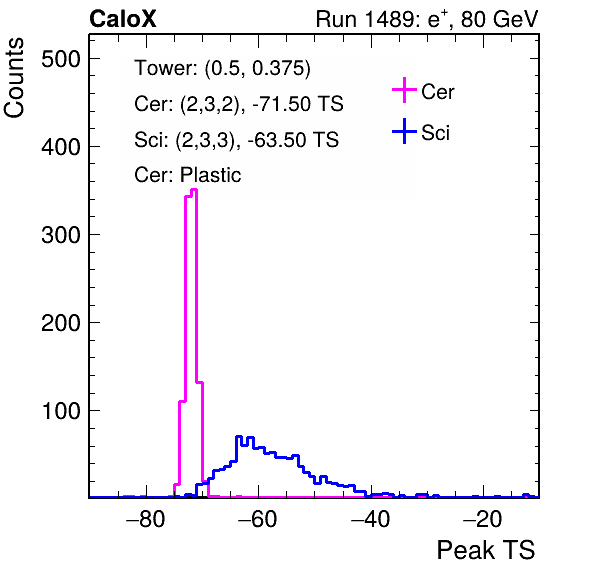 CaloX Run 1489: e⁺, 80 GeV
Counts
500
400
300
200
100
Tower: (0.5, 0.375)
Cer: (2,3,2), -71.50 TS
Sci: (2,3,3), -63.50 TS
Cer: Plastic
Cer
Sci
−80 −60 −40 −20
Peak TS